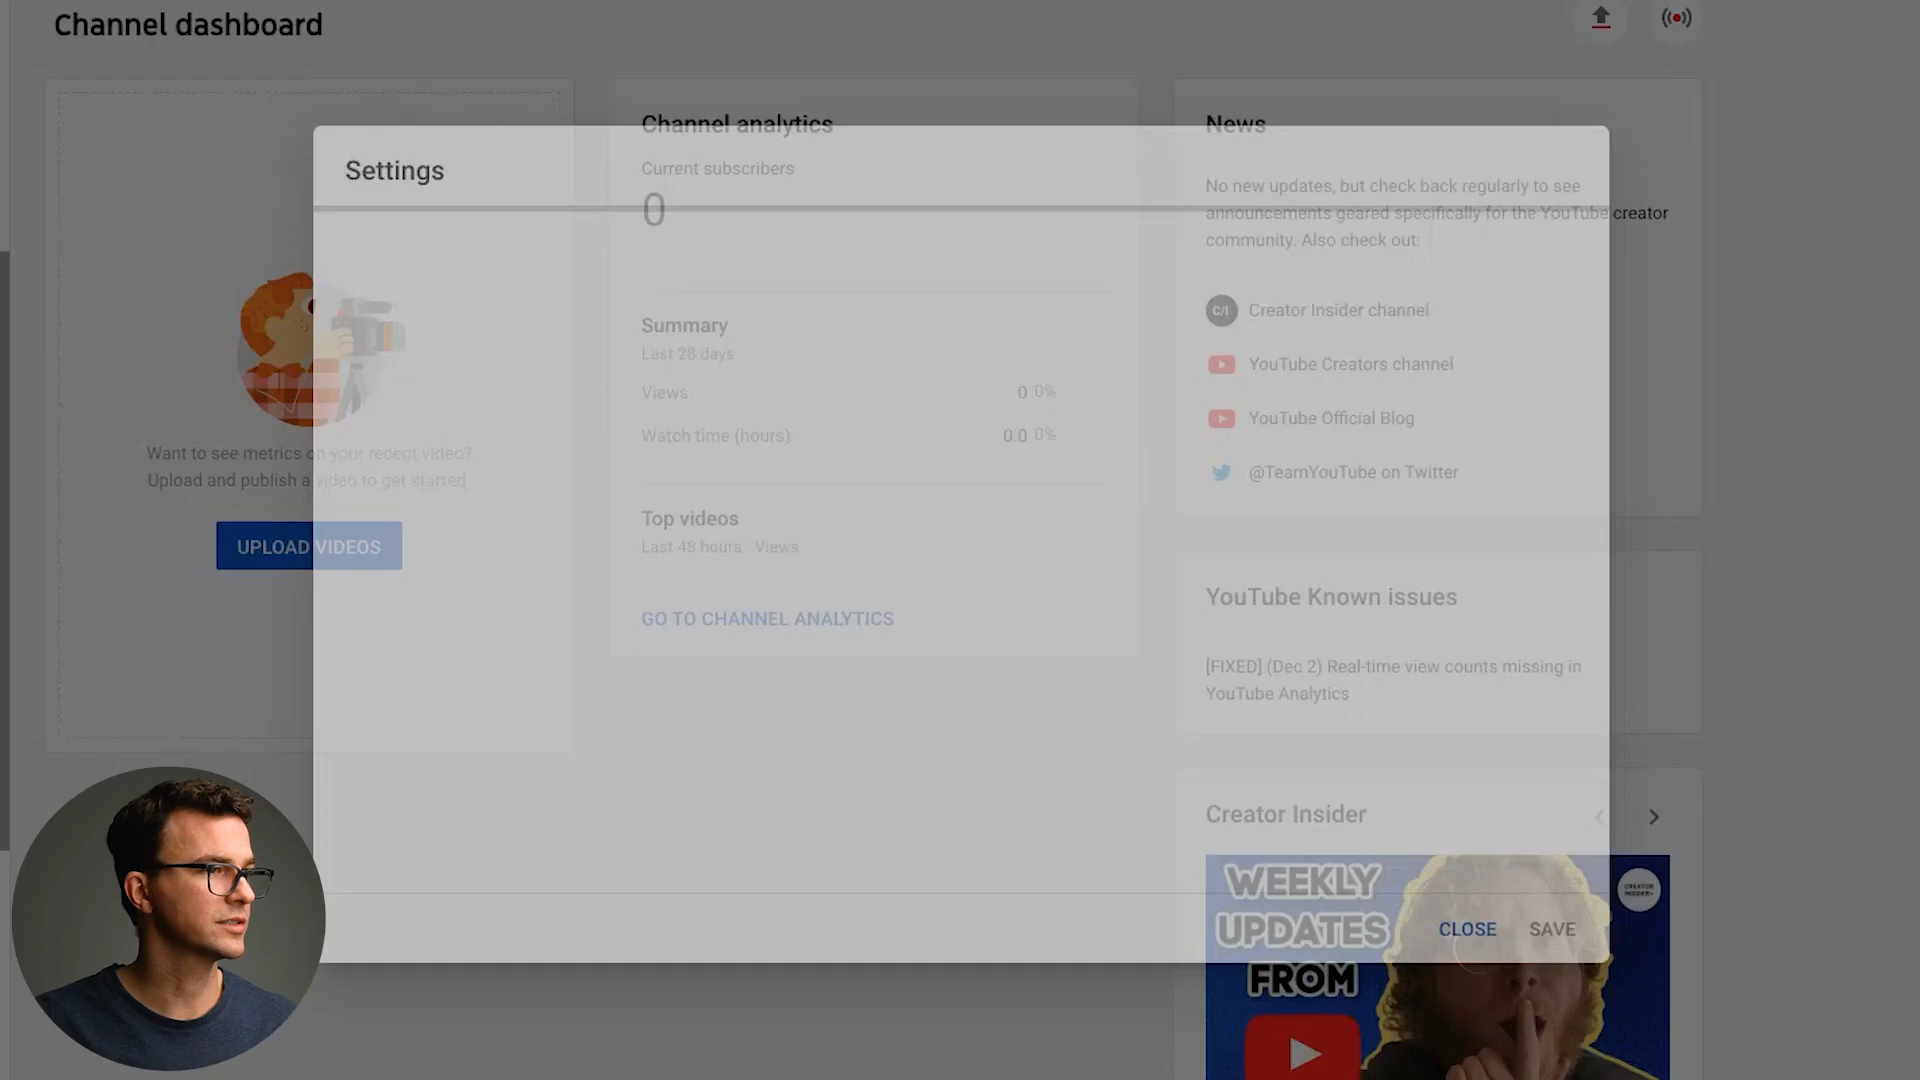 Channel dashboard
Settings
Want to see metrics on your recent video?
Upload and publish a video to get started.
UPLOAD VIDEOS
Channel analytics
Current subscribers
0
Summary
Last 28 days
Views
0 0%
Watch time (hours)
0.0 0%
Top videos
Last 48 hours · Views
GO TO CHANNEL ANALYTICS
News
No new updates, but check back regularly to see
announcements geared specifically for the YouTube creator
community. Also check out:
C/I
Creator Insider channel
YouTube Creators channel
YouTube Official Blog
@TeamYouTube on Twitter
YouTube Known issues
[FIXED] (Dec 2) Real-time view counts missing in
YouTube Analytics
Creator Insider
WEEKLY
UPDATES
FROM
CREATOR
INSIDER
CLOSE
SAVE